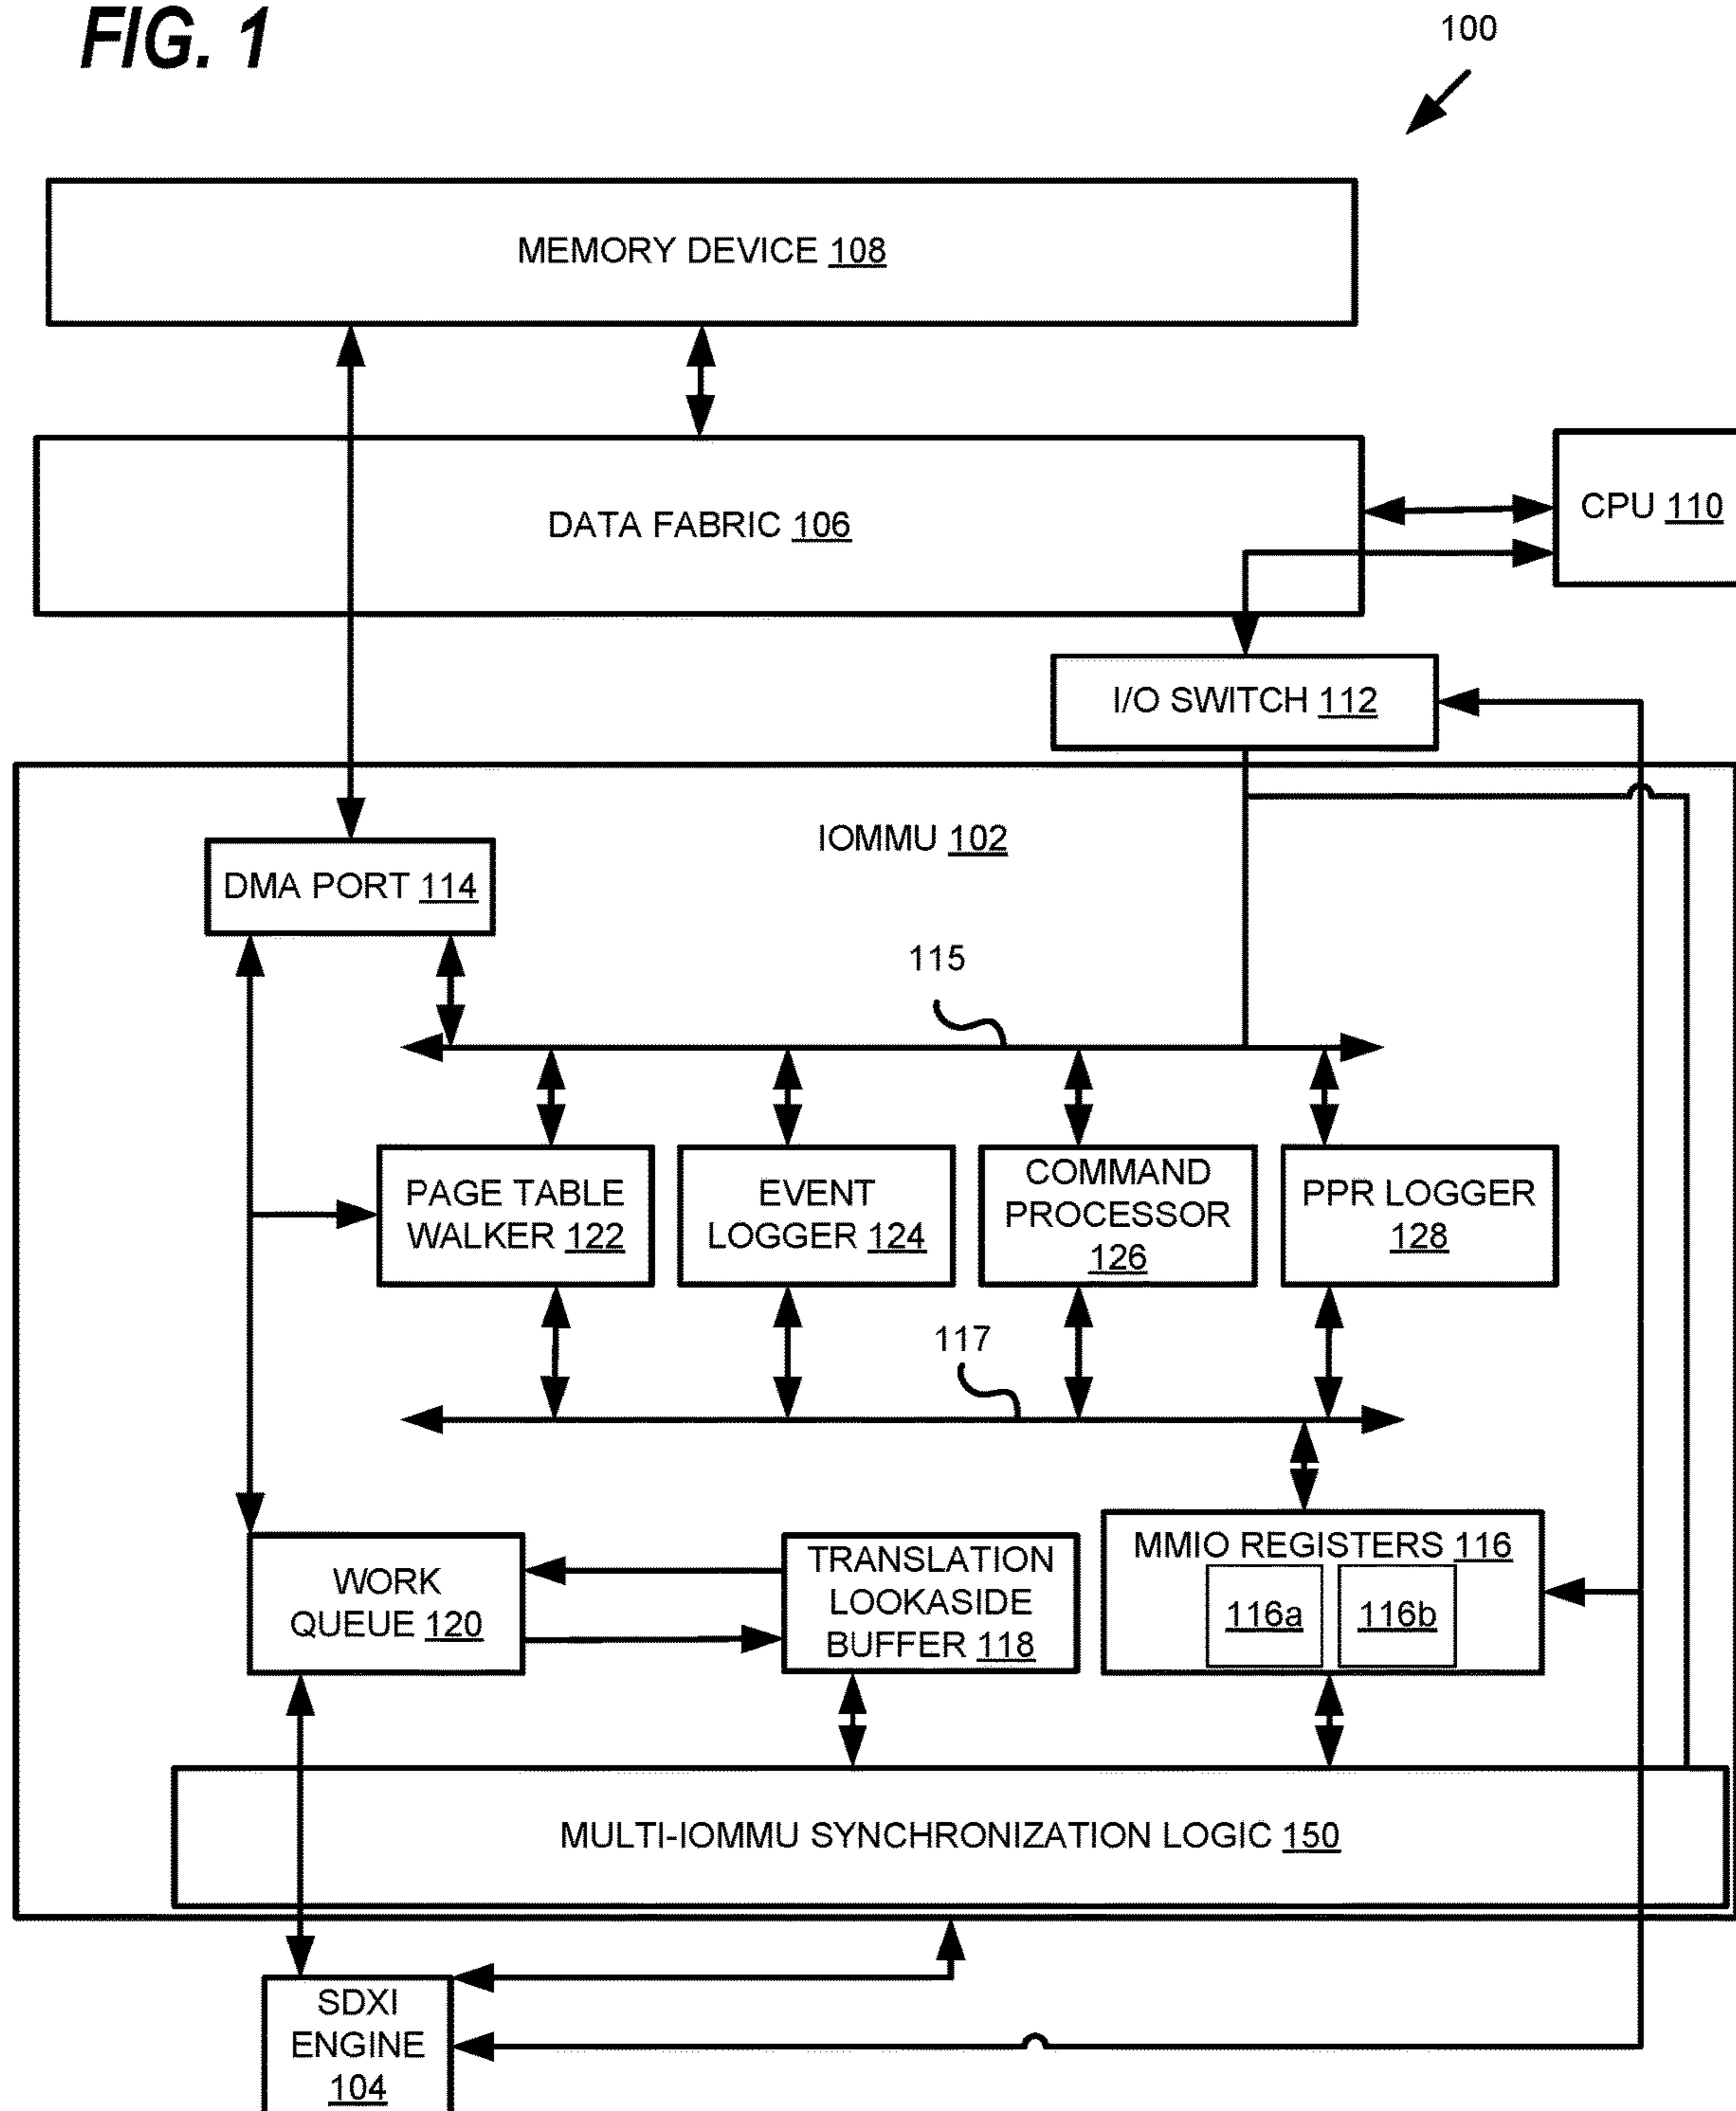 FIG. 1
100
MEMORY DEVICE 108
DATA FABRIC 106
CPU 110
I/O SWITCH 112
IOMMU 102
DMA PORT 114
115
PAGE TABLE
WALKER 122
EVENT
LOGGER 124
COMMAND
PROCESSOR
126
PPR LOGGER
128
117
WORK
QUEUE 120
TRANSLATION
LOOKASIDE
BUFFER 118
MMIO REGISTERS 116
116a
116b
MULTI-IOMMU SYNCHRONIZATION LOGIC 150
SDXI
ENGINE
104